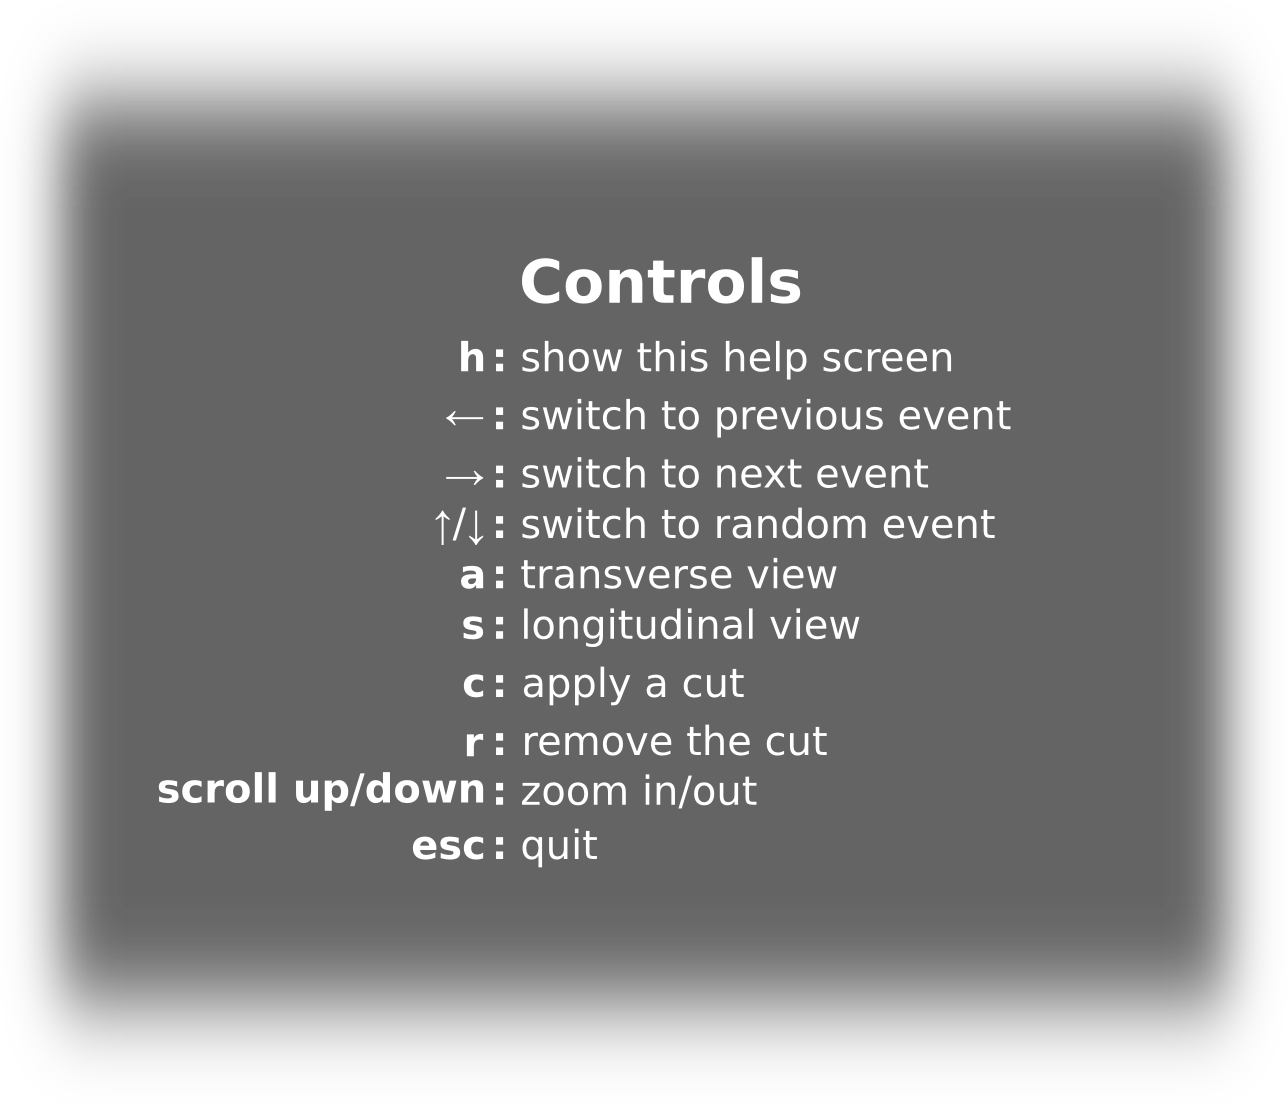 Controls
h: show this help screen
←: switch to previous event
→: switch to next event
↑/↓: switch to random event
a: transverse view
s: longitudinal view
c: apply a cut
r: remove the cut
scroll up/down: zoom in/out
esc: quit